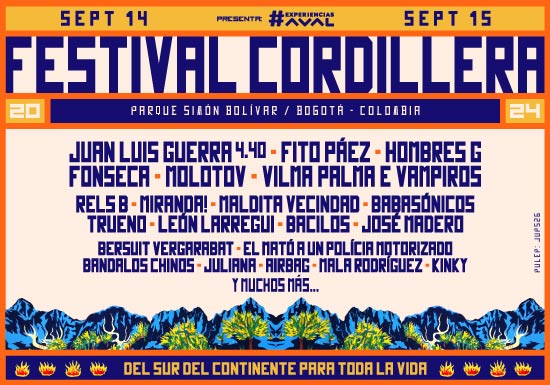 SEPT 14
PRESENTA: #EXPERIENCIAS AVAL
SEPT 15
FESTIVAL CORDILLERA
20
PARQUE SIMÓN BOLÍVAR / BOGOTÁ - COLOMBIA
24
JUAN LUIS GUERRA 4.40 - FITO PÁEZ - HOMBRES G
FONSECA - MOLOTOV - VILMA PALMA E VAMPIROS
RELS B - MIRANDA! - MALDITA VECINDAD - BABASÓNICOS
TRUENO - LEÓN LARREGUI - BACILOS - JOSÉ MADERO
BERSUIT VERGARABAT - EL MATÓ A UN POLICÍA MOTORIZADO
BANDALOS CHINOS - JULIANA - AIRBAG - MALA RODRÍGUEZ - KINKY
Y MUCHOS MÁS...
PULEP: JUP526
DEL SUR DEL CONTINENTE PARA TODA LA VIDA